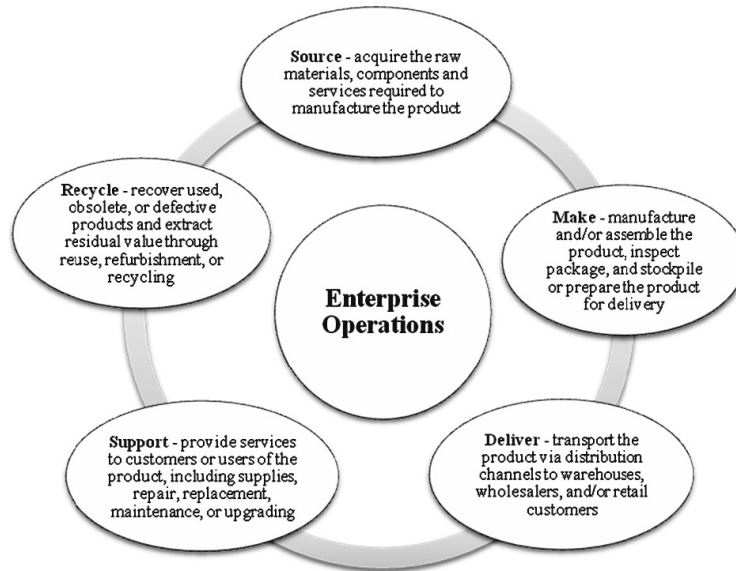 Source - acquire the raw
materials, components and
services required to
manufacture the product
Recycle - recover used,
obsolete, or defective
products and extract
residual value through
reuse, refurbishment, or
recycling
Make - manufacture
and/or assemble the
product, inspect
package, and stockpile
or prepare the product
for delivery
Enterprise
Operations
Support - provide services
to customers or users of the
product, including supplies,
repair, replacement,
maintenance, or upgrading
Deliver - transport the
product via distribution
channels to warehouses,
wholesalers, and/or retail
customers